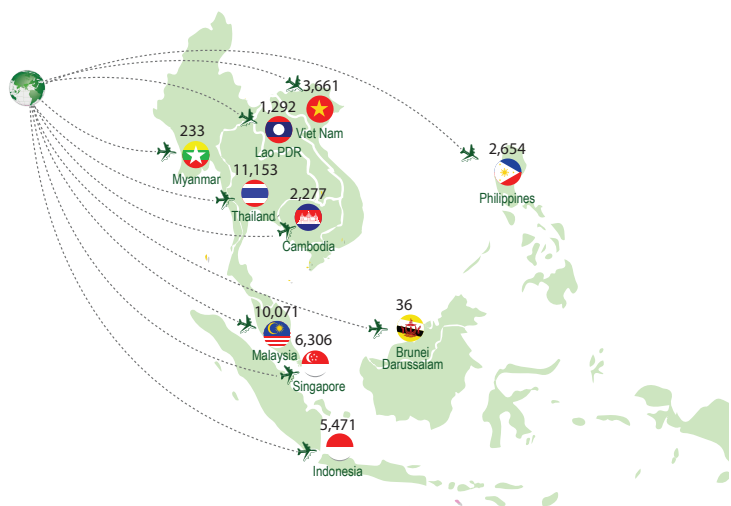 3,661
Viet Nam
1,292
Lao PDR
233
Myanmar
2,654
Philippines
11,153
Thailand
2,277
Cambodia
36
Brunei
Darussalam
10,071
Malaysia
6,306
Singapore
5,471
Indonesia